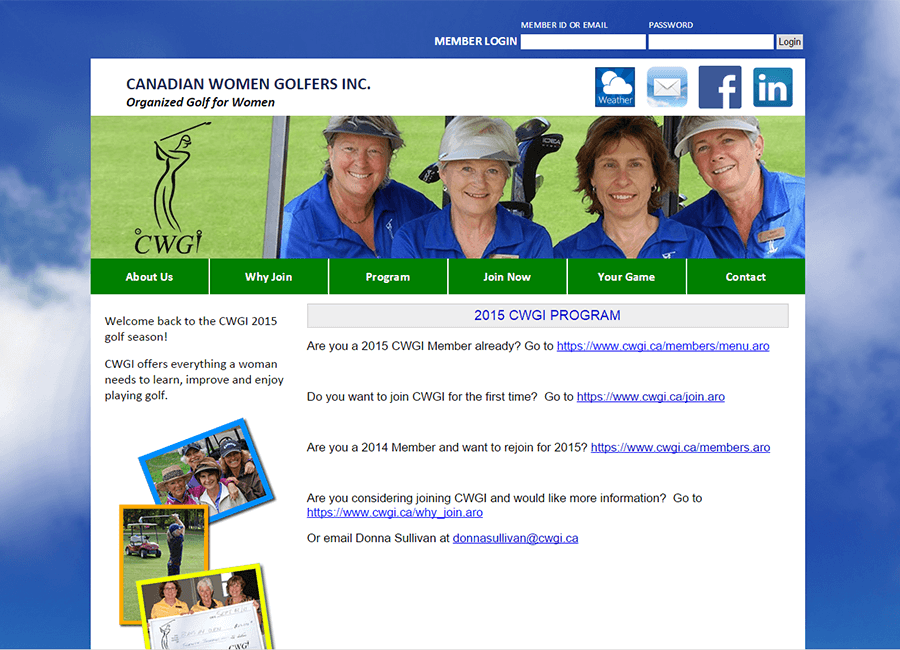 MEMBER ID OR EMAIL PASSWORD
MEMBER LOGIN Login
CANADIAN WOMEN GOLFERS INC.
Organized Golf for Women
Weather
CWGI
About Us Why Join Program Join Now Your Game Contact
Welcome back to the CWGI 2015
golf season!
CWGI offers everything a woman
needs to learn, improve and enjoy
playing golf.
2015 CWGI PROGRAM
Are you a 2015 CWGI Member already? Go to https://www.cwgi.ca/members/menu.aro
Do you want to join CWGI for the first time? Go to https://www.cwgi.ca/join.aro
Are you a 2014 Member and want to rejoin for 2015? https://www.cwgi.ca/members.aro
Are you considering joining CWGI and would like more information? Go to
https://www.cwgi.ca/why_join.aro
Or email Donna Sullivan at donnasullivan@cwgi.ca
CWGI